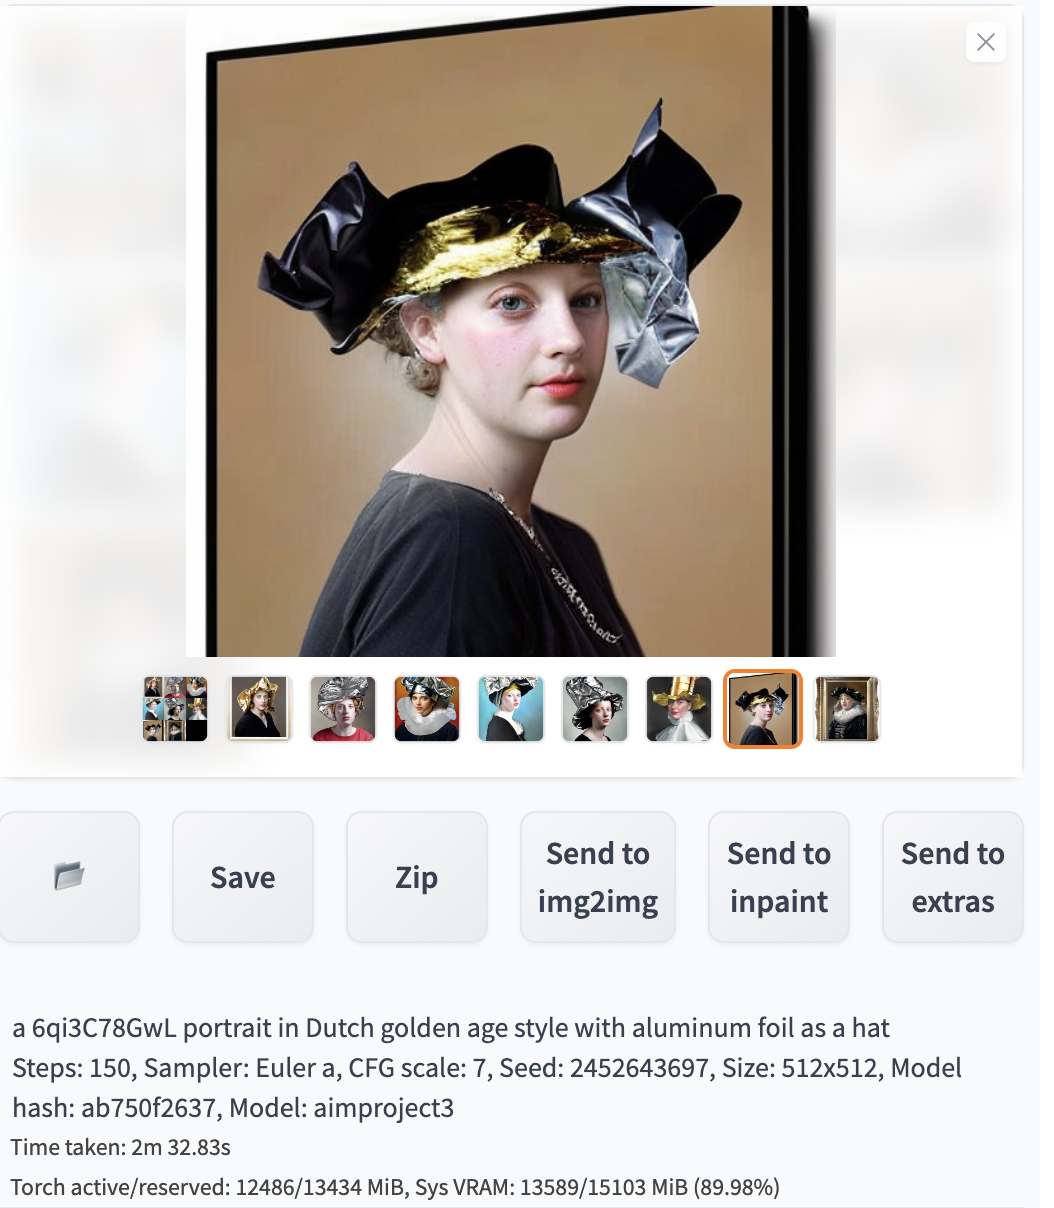 Save
Zip
Send to
img2img
Send to
inpaint
Send to
extras
a 6qi3C78GwL portrait in Dutch golden age style with aluminum foil as a hat
Steps: 150, Sampler: Euler a, CFG scale: 7, Seed: 2452643697, Size: 512x512, Model
hash: ab750f2637, Model: aimproject3
Time taken: 2m 32.83s
Torch active/reserved: 12486/13434 MiB, Sys VRAM: 13589/15103 MiB (89.98%)